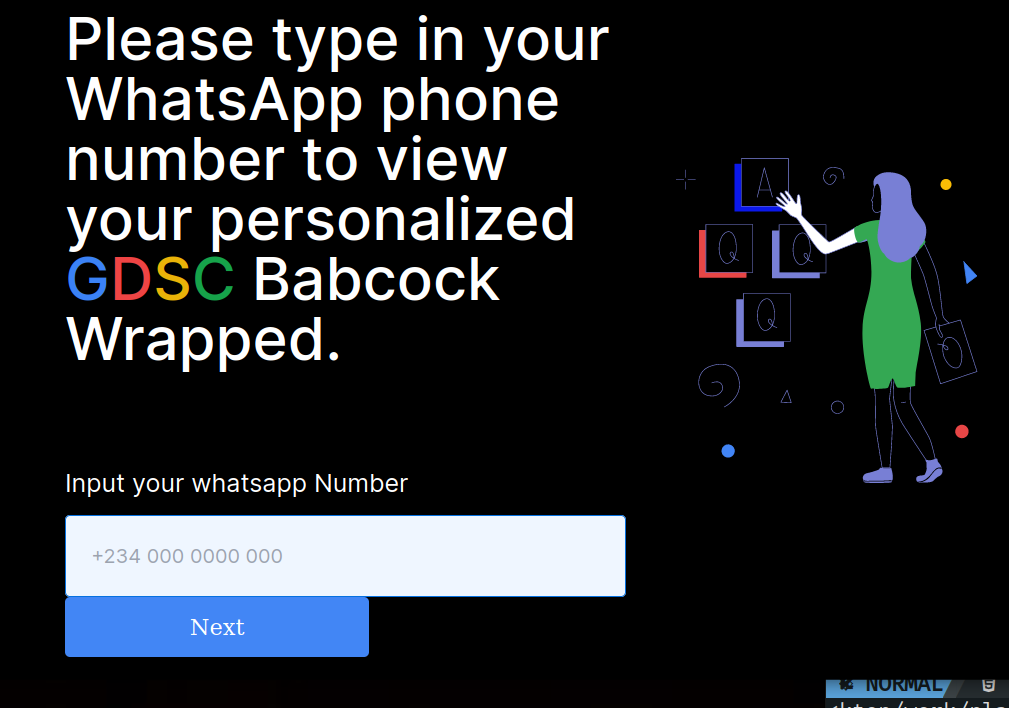 Please type in your
WhatsApp phone
number to view
your personalized
GDSC Babcock
Wrapped.
A
Q
Q
Q
Q
Input your whatsapp Number
+234 000 0000 000
Next
NORMAL